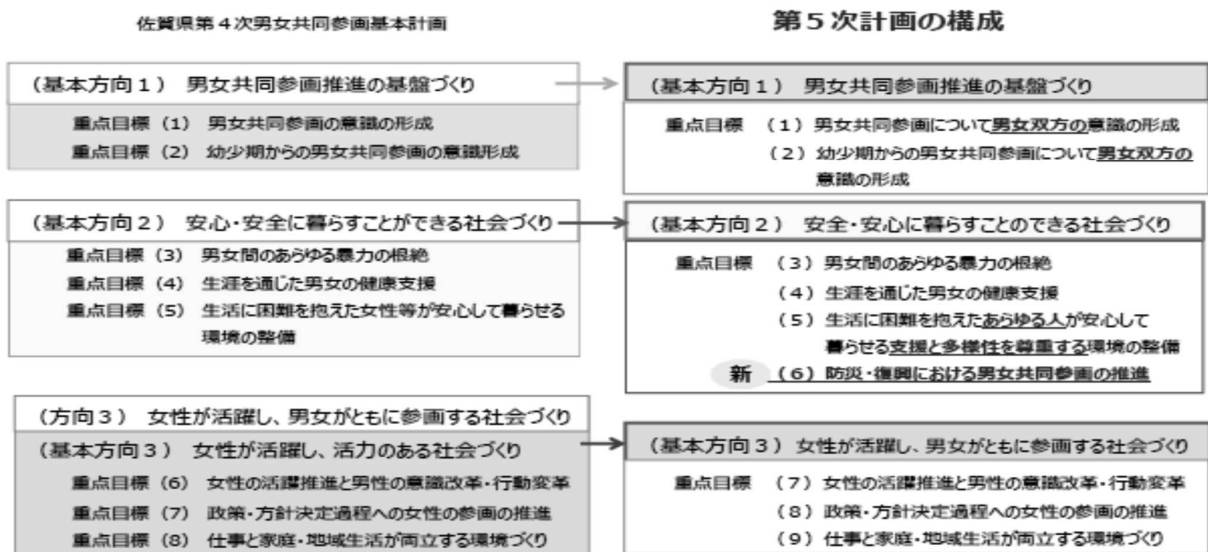 佐賀県第４次男女共同参画基本計画
（基本方向１） 男女共同参画推進の基盤づくり
重点目標（１） 男女共同参画の意識の形成
重点目標（２） 幼少期からの男女共同参画の意識形成
（基本方向２） 安心・安全に暮らすことができる社会づくり
重点目標（３） 男女間のあらゆる暴力の根絶
重点目標（４） 生涯を通じた男女の健康支援
重点目標（５） 生活に困難を抱えた女性等が安心して暮らせる
環境の整備
（方向３） 女性が活躍し、男女がともに参画する社会づくり
（基本方向３） 女性が活躍し、活力のある社会づくり
重点目標（６） 女性の活躍推進と男性の意識改革・行動変革
重点目標（７） 政策・方針決定過程への女性の参画の推進
重点目標（８） 仕事と家庭・地域生活が両立する環境づくり
第５次計画の構成
（基本方向１） 男女共同参画推進の基盤づくり
重点目標 （１）男女共同参画について男女双方の意識の形成
（２）幼少期からの男女共同参画について男女双方の
意識の形成
（基本方向２） 安全・安心に暮らすことのできる社会づくり
重点目標 （３）男女間のあらゆる暴力の根絶
（４）生涯を通じた男女の健康支援
（５）生活に困難を抱えたあらゆる人が安心して
暮らせる支援と多様性を尊重する環境の整備
新 （６）防災・復興における男女共同参画の推進
（基本方向３）女性が活躍し、男女がともに参画する社会づくり
重点目標 （７）女性の活躍推進と男性の意識改革・行動変革
（８）政策・方針決定過程への女性の参画の推進
（９）仕事と家庭・地域生活が両立する環境づくり